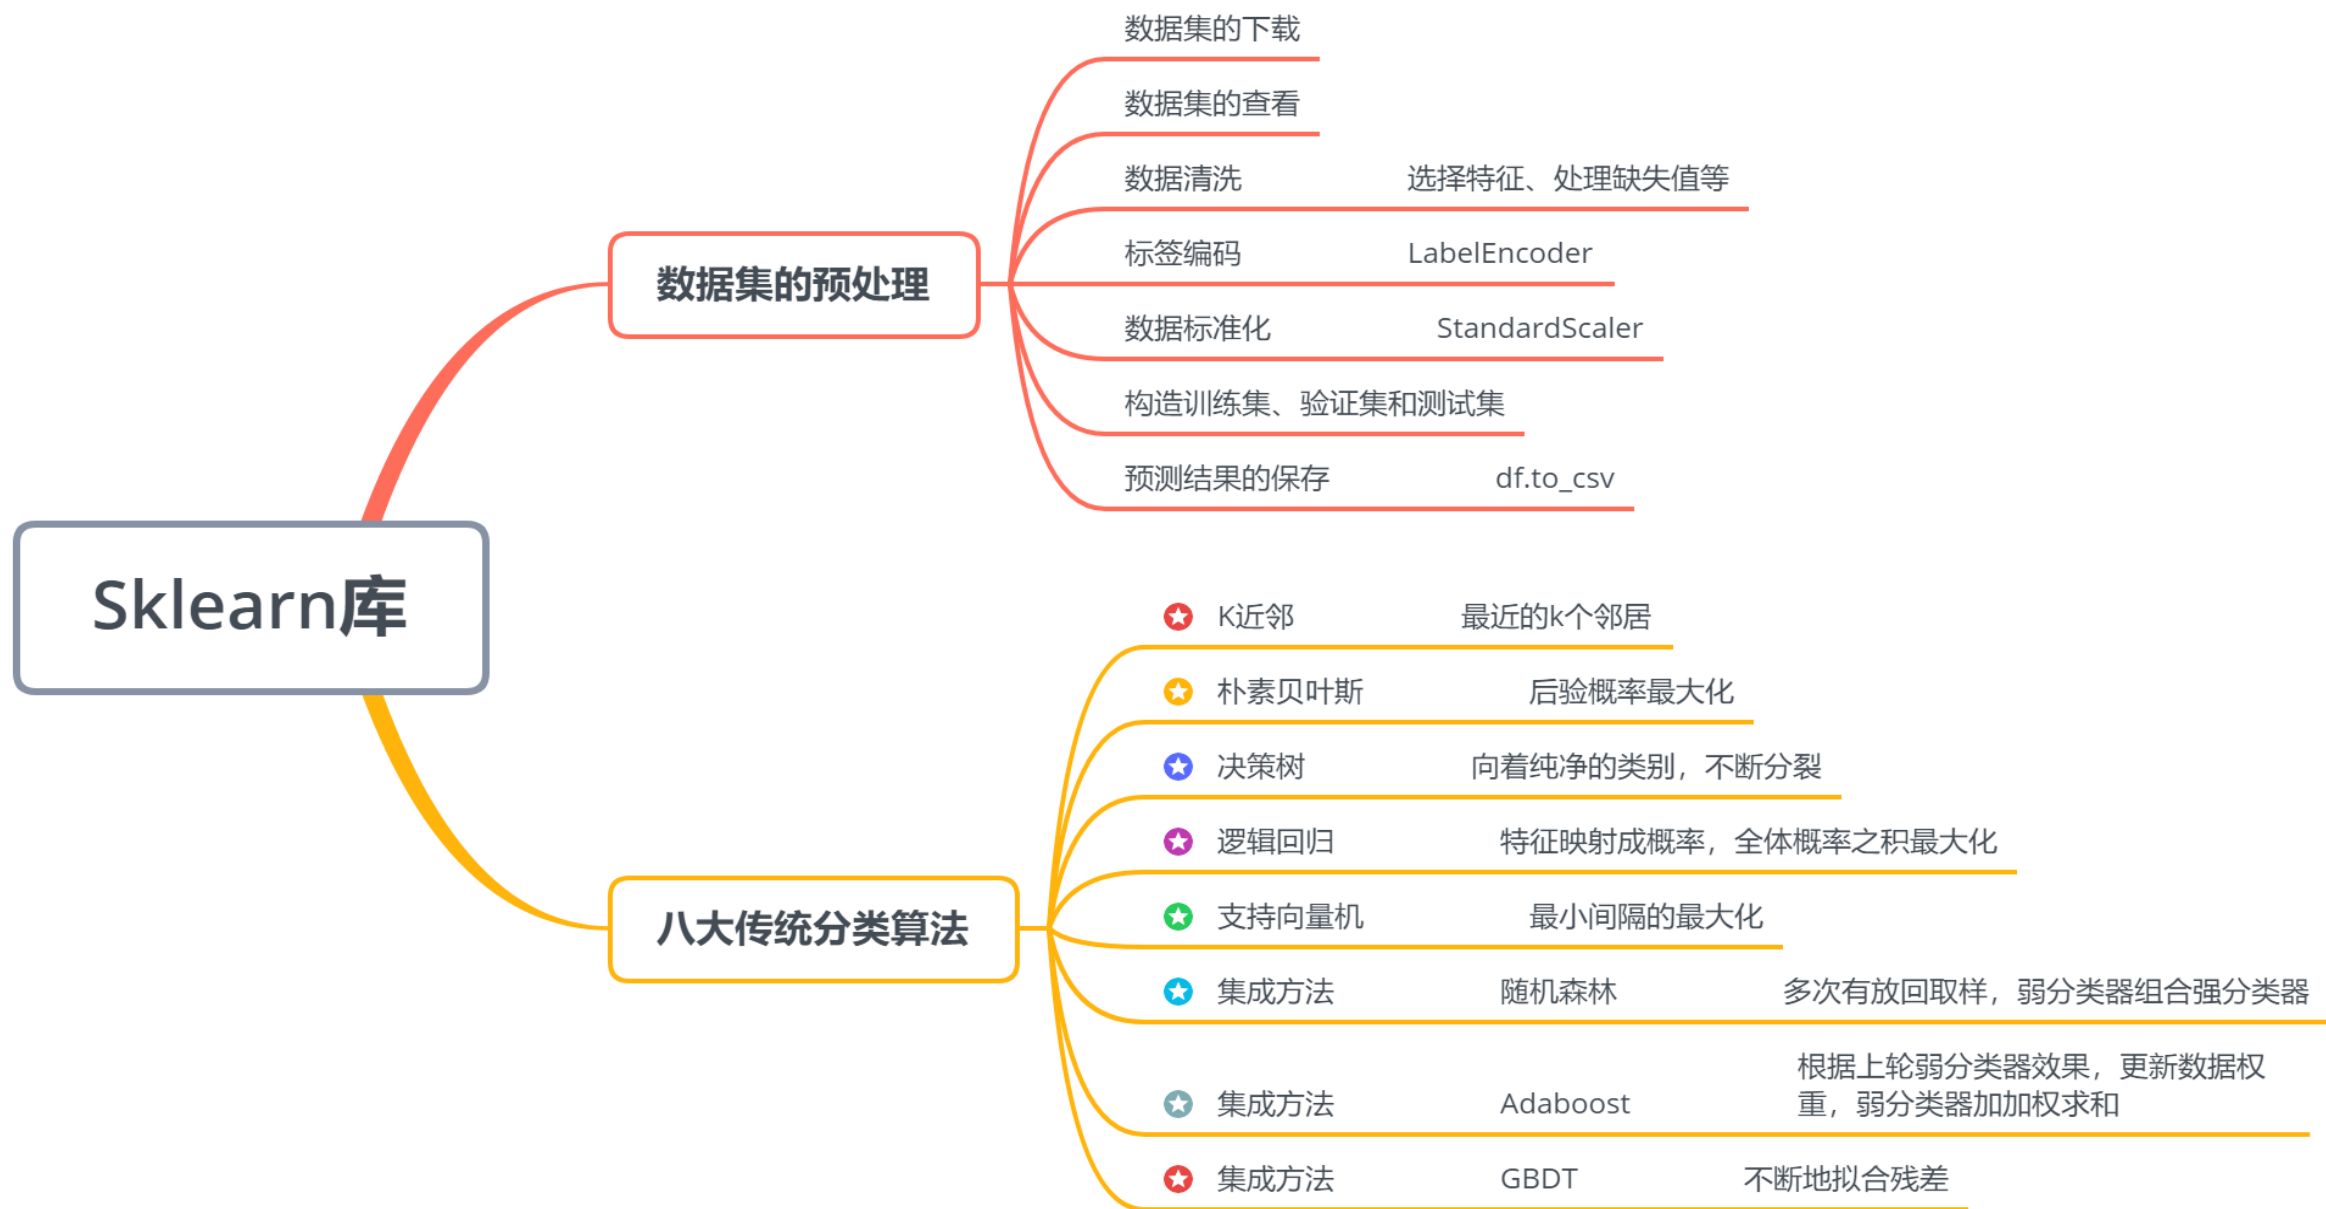 数据集的下载
数据集的查看
数据清洗 选择特征、处理缺失值等
标签编码 LabelEncoder
数据集的预处理
数据标准化 StandardScaler
构造训练集、验证集和测试集
预测结果的保存 df.to_csv
Sklearn库
K近邻 最近的k个邻居
朴素贝叶斯 后验概率最大化
决策树 向着纯净的类别，不断分裂
逻辑回归 特征映射成概率，全体概率之积最大化
八大传统分类算法
支持向量机 最小间隔的最大化
集成方法 随机森林 多次有放回取样，弱分类器组合强分类器
集成方法 Adaboost 根据上轮弱分类器效果，更新数据权
重，弱分类器加加权求和
集成方法 GBDT 不断地拟合残差